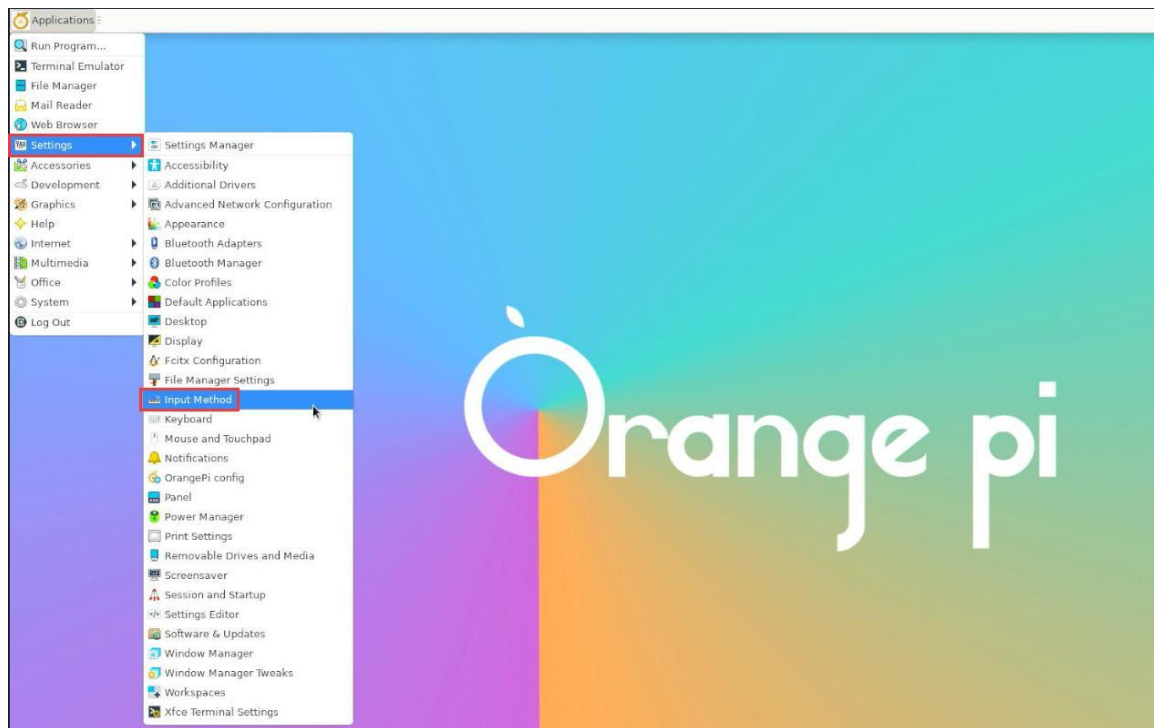 Applications
Run Program...
Terminal Emulator
File Manager
Mail Reader
Web Browser
Settings
Accessories
Development
Graphics
Help
Internet
Multimedia
Office
System
Log Out
Settings Manager
Accessibility
Additional Drivers
Advanced Network Configuration
Appearance
Bluetooth Adapters
Bluetooth Manager
Color Profiles
Default Applications
Desktop
Display
Fcitx Configuration
File Manager Settings
Input Method
Keyboard
Mouse and Touchpad
Notifications
OrangePi config
Panel
Power Manager
Print Settings
Removable Drives and Media
Screensaver
Session and Startup
Settings Editor
Software & Updates
Window Manager
Window Manager Tweaks
Workspaces
Xfce Terminal Settings
Orange pi